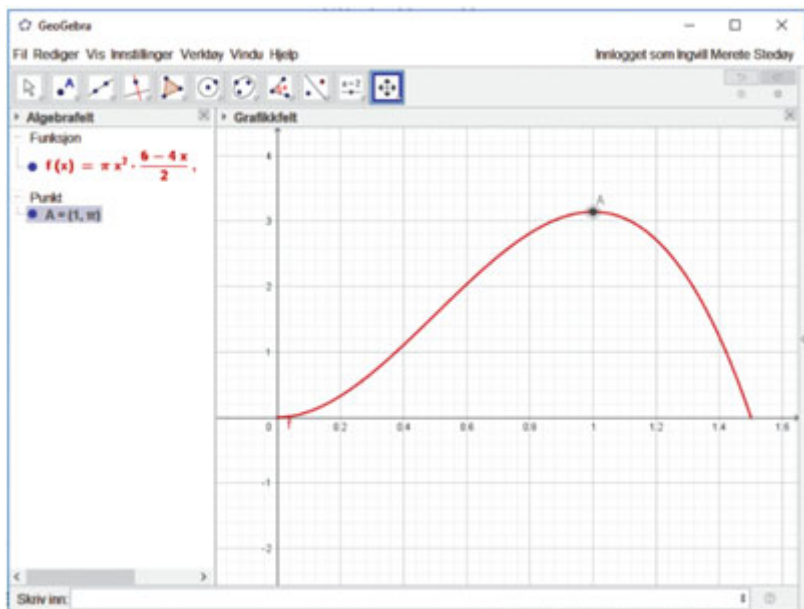 GeoGebra
Fil Rediger Vis Innstillinger Verktøy Vindu Hjelp
Innlogget som Ingvill Merete Stedøy
A
a=2
Algebrafelt
Grafikkfelt
Funksjon
f(x) = π x² · (6 − 4 x)/2 ,
Punkt
A = (1, π)
A
f
4
3
2
1
0
-1
-2
0.2
0.4
0.6
0.8
1
1.2
1.4
1.6
Skriv inn: